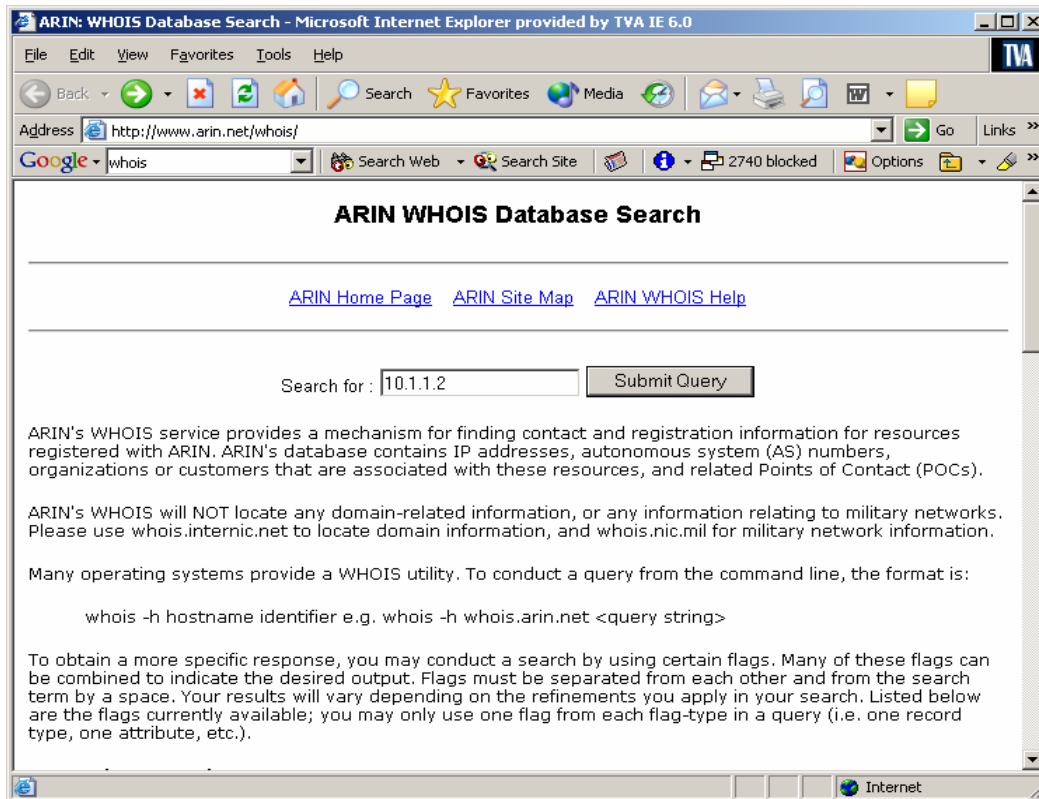 ARIN: WHOIS Database Search - Microsoft Internet Explorer provided by TVA IE 6.0
File Edit View Favorites Tools Help
TVA
Back Search Favorites Media W
Address http://www.arin.net/whois/ Go Links »
Google whois Search Web Search Site 2740 blocked Options »
ARIN WHOIS Database Search
ARIN Home Page ARIN Site Map ARIN WHOIS Help
Search for : 10.1.1.2 Submit Query
ARIN's WHOIS service provides a mechanism for finding contact and registration information for resources
registered with ARIN. ARIN's database contains IP addresses, autonomous system (AS) numbers,
organizations or customers that are associated with these resources, and related Points of Contact (POCs).
ARIN's WHOIS will NOT locate any domain-related information, or any information relating to military networks.
Please use whois.internic.net to locate domain information, and whois.nic.mil for military network information.
Many operating systems provide a WHOIS utility. To conduct a query from the command line, the format is:
whois -h hostname identifier e.g. whois -h whois.arin.net <query string>
To obtain a more specific response, you may conduct a search by using certain flags. Many of these flags can
be combined to indicate the desired output. Flags must be separated from each other and from the search
term by a space. Your results will vary depending on the refinements you apply in your search. Listed below
are the flags currently available; you may only use one flag from each flag-type in a query (i.e. one record
type, one attribute, etc.).
Internet